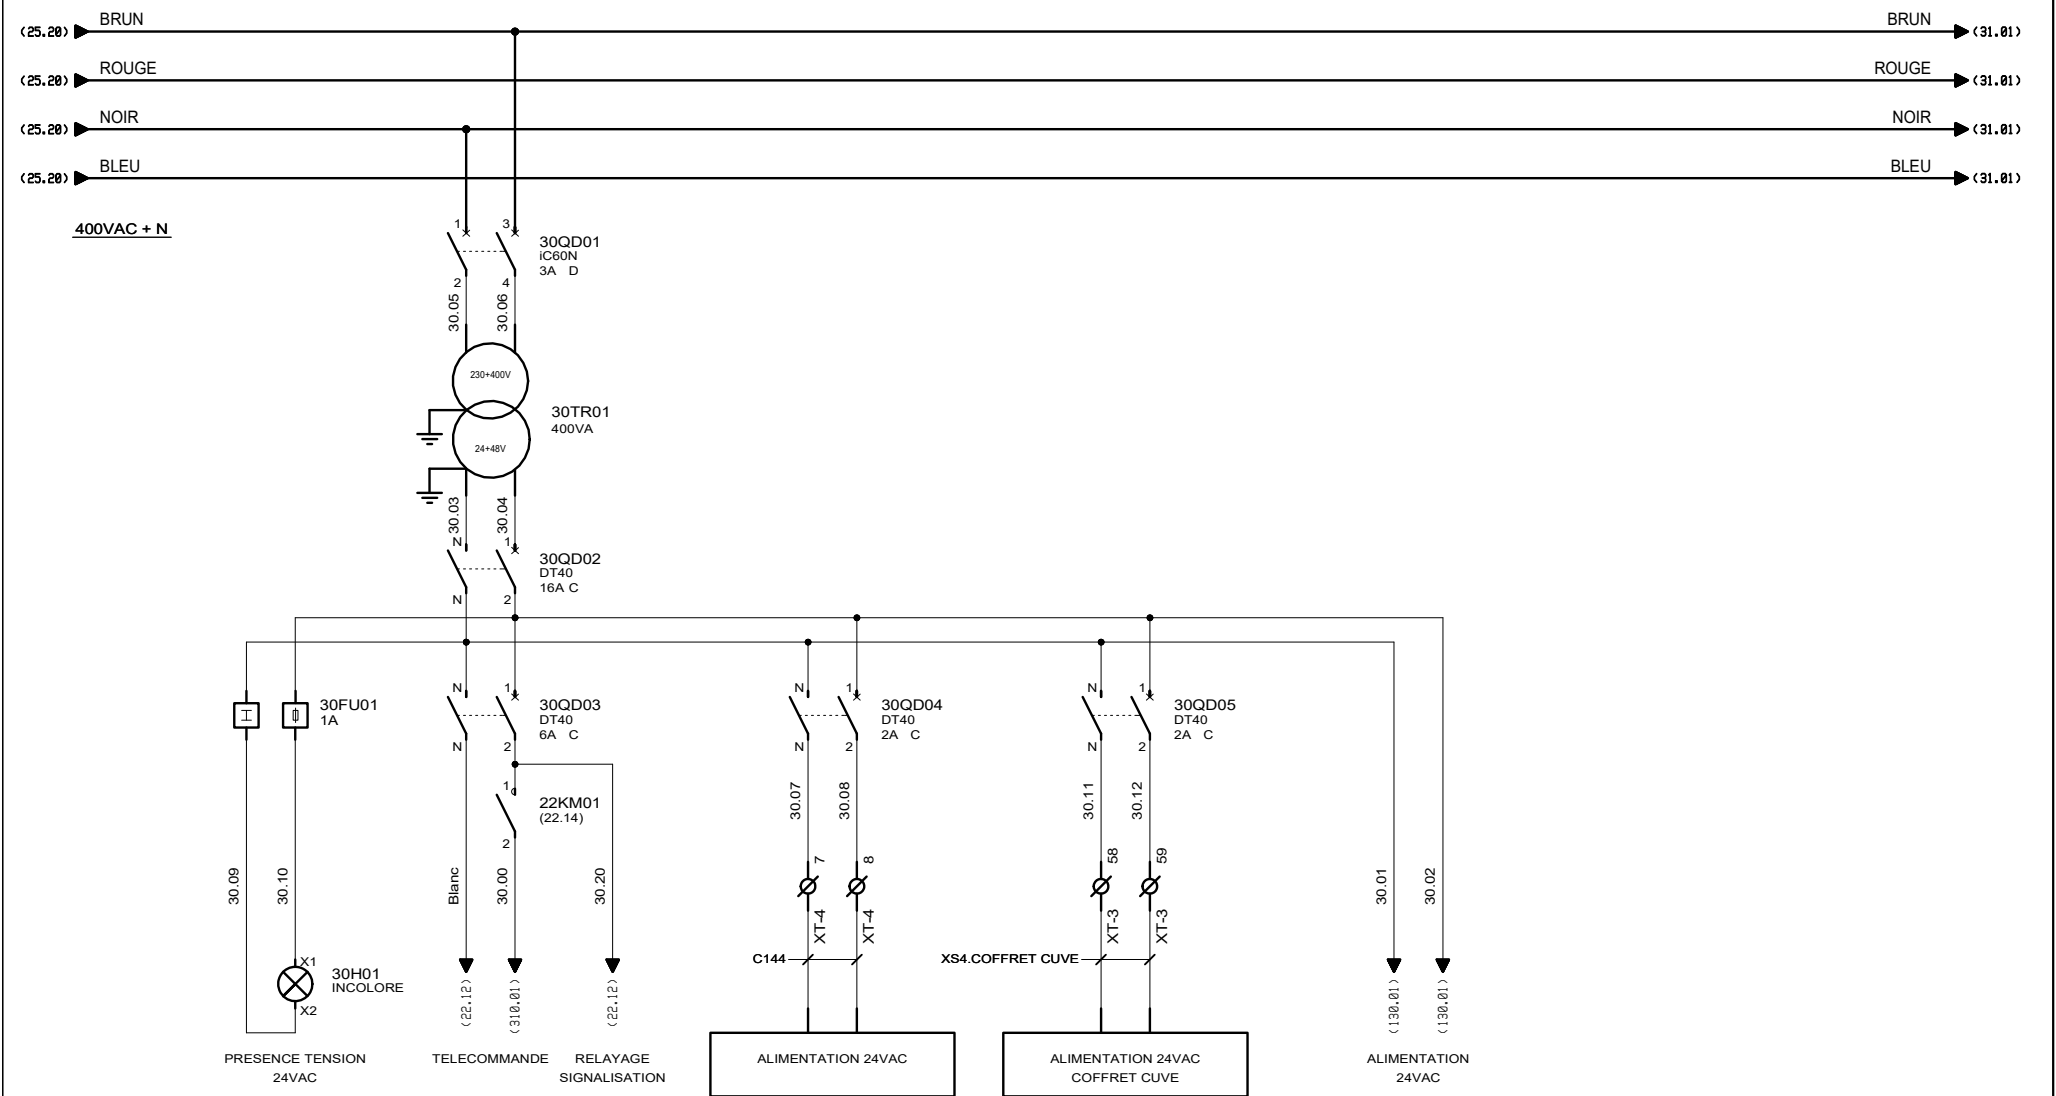 BRUN
BRUN
(25.20)
(31.01)
ROUGE
ROUGE
(25.20)
(31.01)
NOIR
NOIR
(25.20)
(31.01)
BLEU
BLEU
(25.20)
(31.01)
400VAC + N
1
3
30QD01
iC60N
3A D
2
4
30.05
30.06
230+400V
30TR01
400VA
24+48V
30.03
30.04
N
1
30QD02
DT40
16A C
N
2
30FU01
1A
N
1
30QD03
DT40
6A C
N
2
N
1
30QD04
DT40
2A C
N
2
N
1
30QD05
DT40
2A C
N
2
1
22KM01
(22.14)
2
30.07
30.08
30.11
30.12
7
8
58
59
30.09
30.10
Blanc
30.00
30.20
30.01
30.02
XT-4
XT-4
XT-3
XT-3
C144
XS4.COFFRET CUVE
X1
30H01
INCOLORE
X2
(22.12)
(310.01)
(22.12)
(130.01)
(130.01)
PRESENCE TENSION
24VAC
TELECOMMANDE
RELAYAGE
SIGNALISATION
ALIMENTATION 24VAC
ALIMENTATION 24VAC
COFFRET CUVE
ALIMENTATION
24VAC